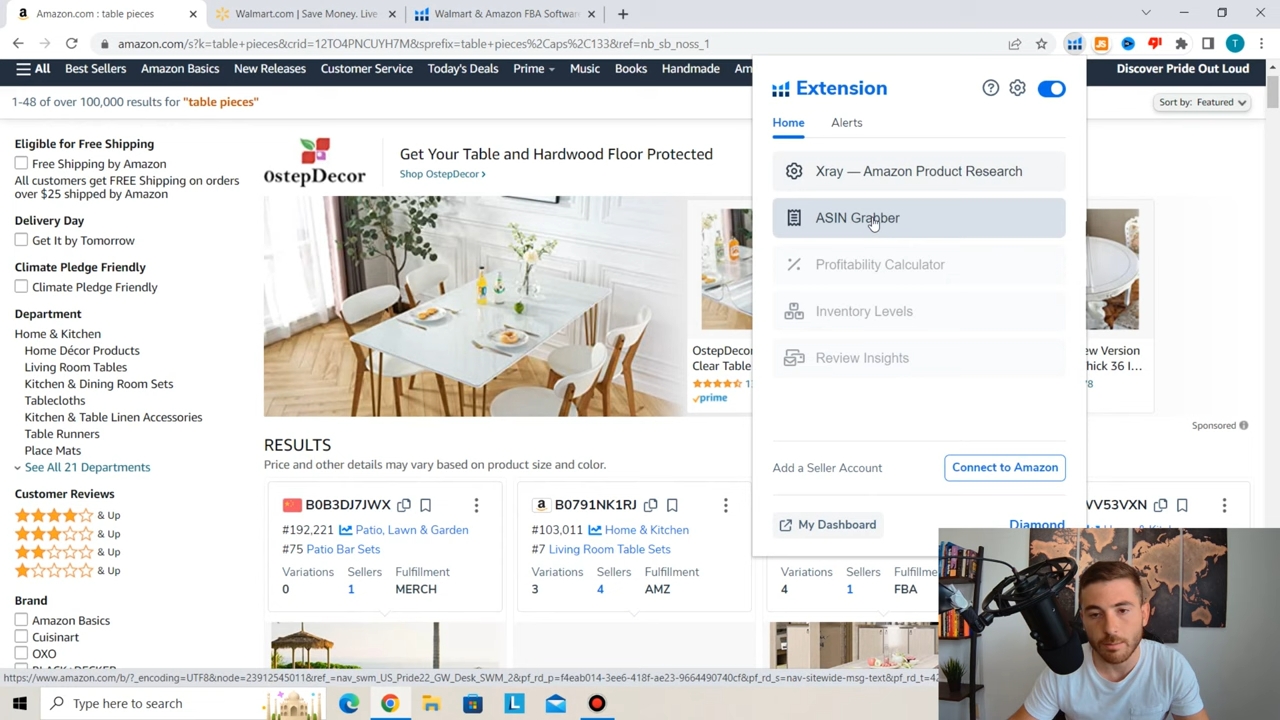 Amazon.com : table pieces
Walmart.com | Save Money. Live
Walmart & Amazon FBA Software
amazon.com/s?k=table+pieces&crid=12TO4PNCUYH7M&sprefix=table+pieces%2Caps%2C133&ref=nb_sb_noss_1
T
All Best Sellers Amazon Basics New Releases Customer Service Today's Deals Prime Music Books Handmade Am
Discover Pride Out Loud
1-48 of over 100,000 results for "table pieces"
Sort by: Featured
Eligible for Free Shipping
Free Shipping by Amazon
All customers get FREE Shipping on orders
over $25 shipped by Amazon
Delivery Day
Get It by Tomorrow
Climate Pledge Friendly
Climate Pledge Friendly
Department
Home & Kitchen
Home Décor Products
Living Room Tables
Kitchen & Dining Room Sets
Tablecloths
Kitchen & Table Linen Accessories
Table Runners
Place Mats
See All 21 Departments
Customer Reviews
& Up
& Up
& Up
& Up
Brand
Amazon Basics
Cuisinart
OXO
OstepDecor
Get Your Table and Hardwood Floor Protected
Shop OstepDecor
OstepDeco
Clear Table
prime
Extension
Home Alerts
Xray — Amazon Product Research
ASIN Grabber
Profitability Calculator
Inventory Levels
Review Insights
Add a Seller Account
Connect to Amazon
My Dashboard
Diamond
ew Version
hick 36 I...
78
Sponsored
RESULTS
Price and other details may vary based on product size and color.
B0B3DJ7JWX
#192,221 Patio, Lawn & Garden
#75 Patio Bar Sets
Variations Sellers Fulfillment
0 1 MERCH
B0791NK1RJ
#103,011 Home & Kitchen
#7 Living Room Table Sets
Variations Sellers Fulfillment
3 4 AMZ
Variations Sellers Fulfillm
4 1 FBA
VV53VXN
Type here to search